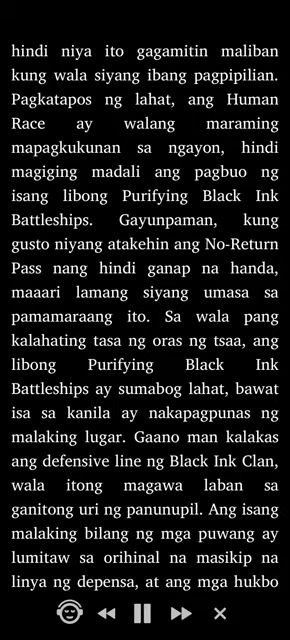 hindi niya ito gagamitin maliban
kung wala siyang ibang pagpipilian.
Pagkatapos ng lahat, ang Human
Race ay walang maraming
mapagkukunan sa ngayon, hindi
magiging madali ang pagbuo ng
isang libong Purifying Black Ink
Battleships. Gayunpaman, kung
gusto niyang atakehin ang No-Return
Pass nang hindi ganap na handa,
maaari lamang siyang umasa sa
pamamaraang ito. Sa wala pang
kalahating tasa ng oras ng tsaa, ang
libong Purifying Black Ink
Battleships ay sumabog lahat, bawat
isa sa kanila ay nakapagpunas ng
malaking lugar. Gaano man kalakas
ang defensive line ng Black Ink Clan,
wala itong magawa laban sa
ganitong uri ng panunupil. Ang isang
malaking bilang ng mga puwang ay
lumitaw sa orihinal na masikip na
linya ng depensa, at ang mga hukbo